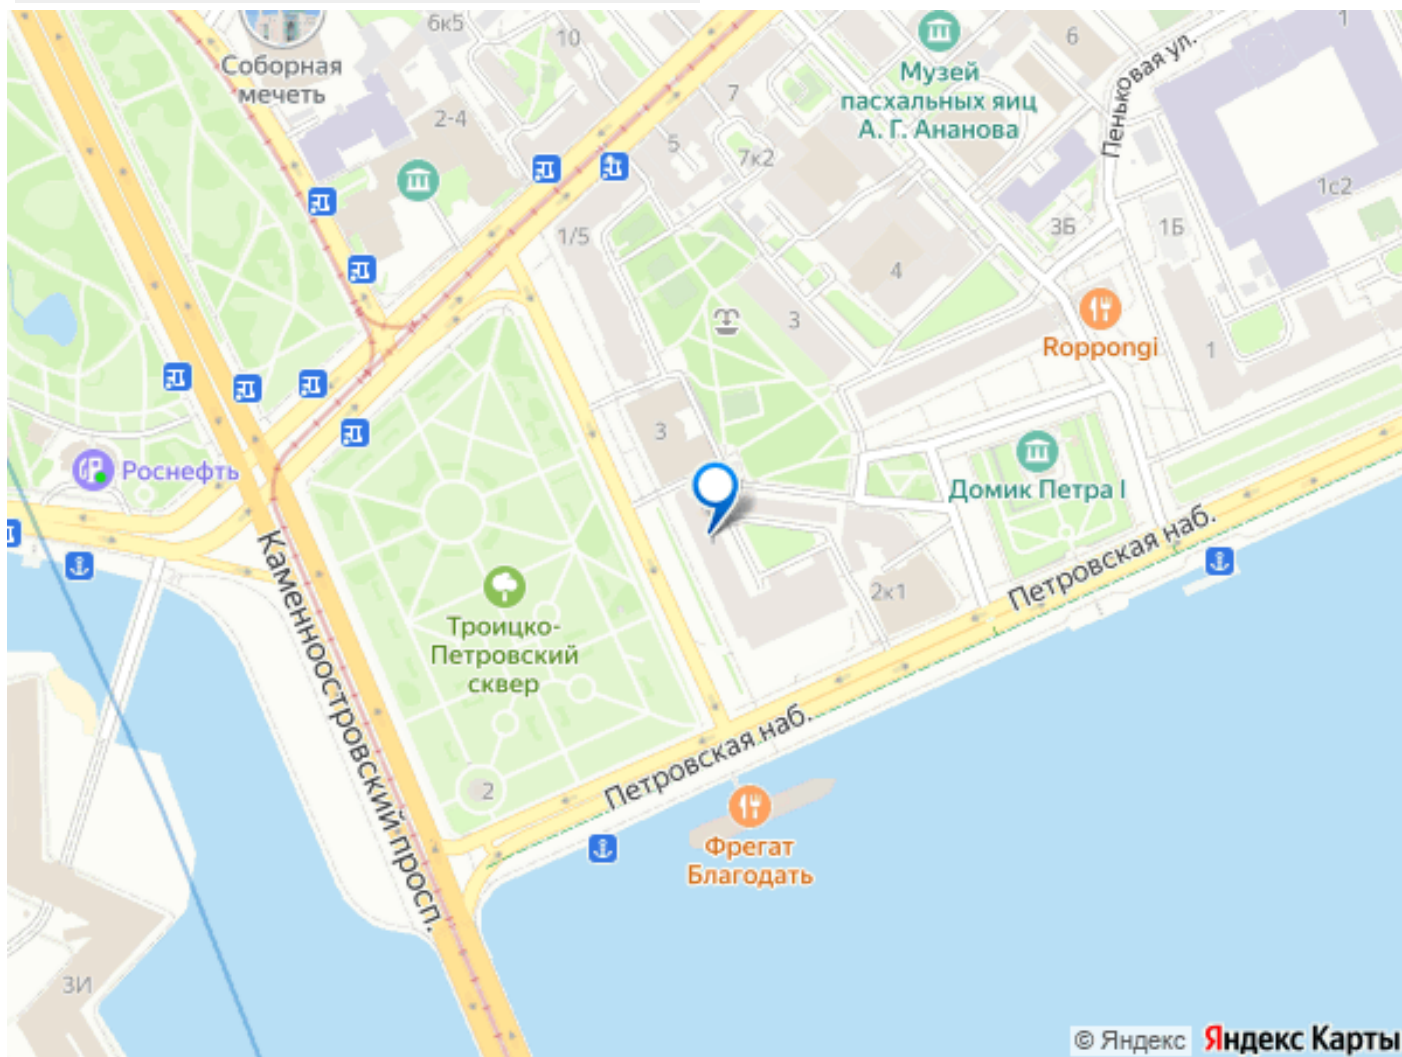 6к5
10
Соборная
мечеть
2-4
7
5
7к2
1/5
Музей
пасхальных яиц
А. Г. Ананова
6
1
Пеньковая ул.
1с2
3Б
1Б
4
3
Roppongi
1
3
Роснефть
Домик Петра I
Петровская наб.
2к1
Троицко-
Петровский
сквер
Каменноостровский просп.
2
Петровская наб.
Фрегат
Благодать
3И
© Яндекс Яндекс Карты